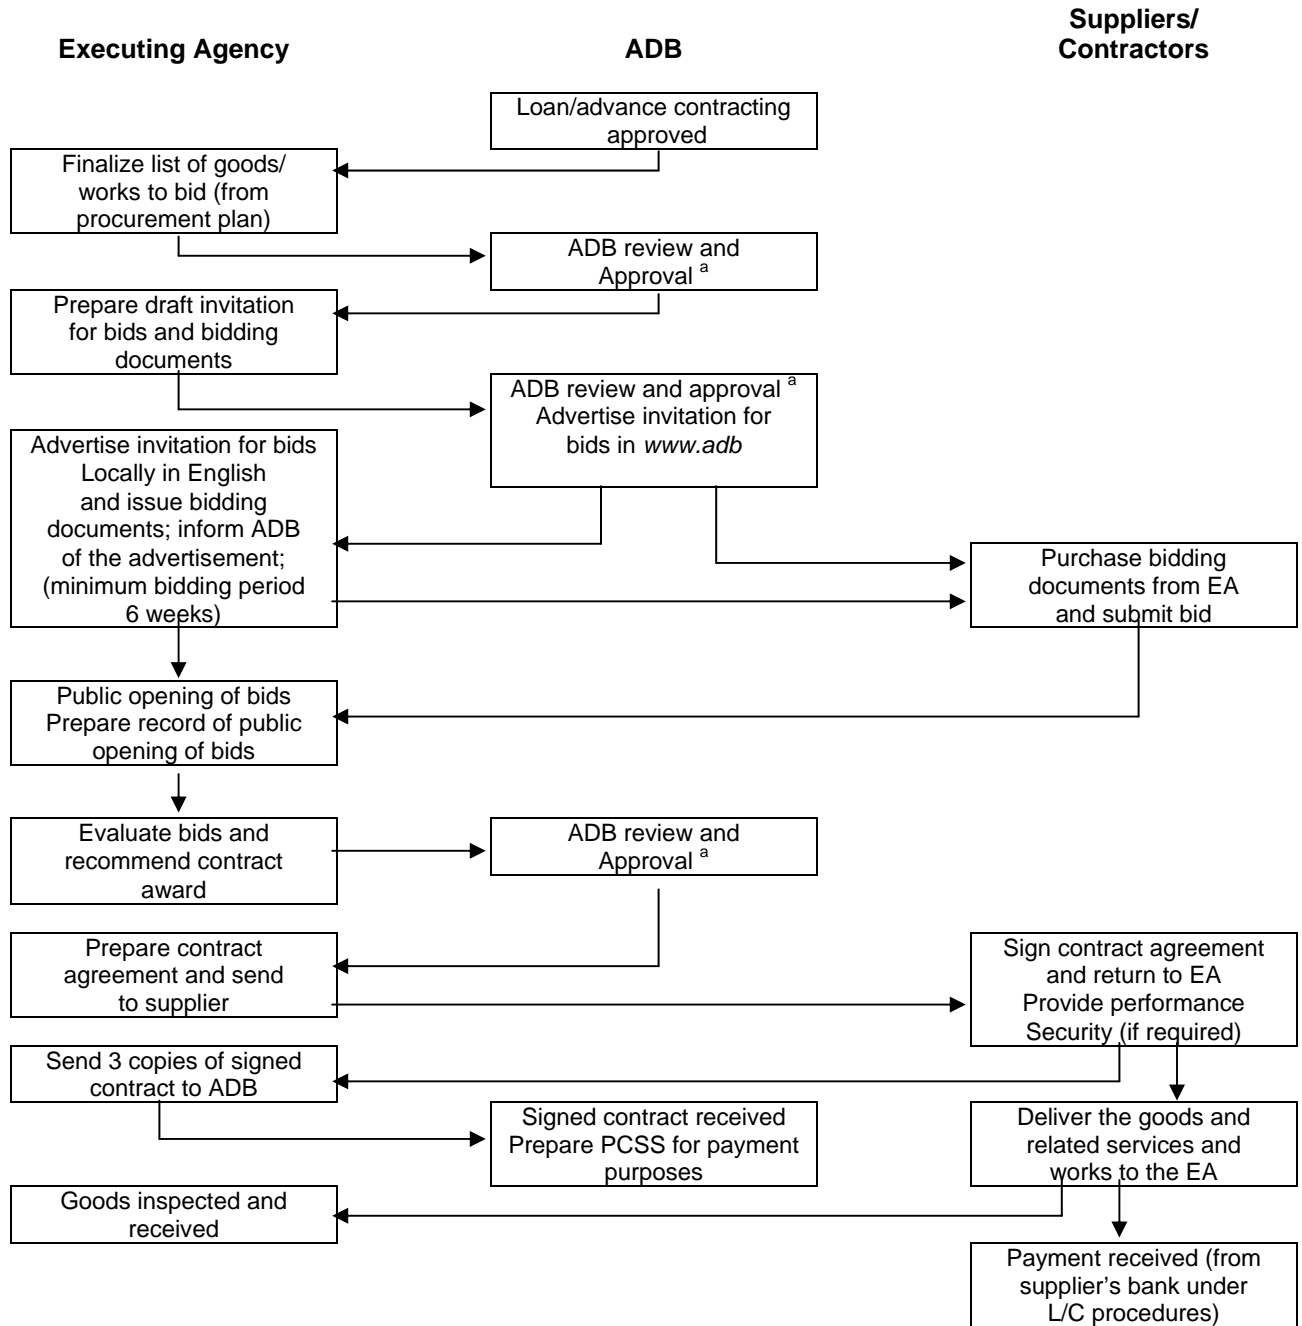 Suppliers/
Executing Agency
ADB
Contractors
Loan/advance contracting
approved
Finalize list of goods/
works to bid (from
procurement plan)
ADB review and
Approval a
Prepare draft invitation
for bids and bidding
documents
ADB review and approval a
Advertise invitation for
bids in www.adb
Advertise invitation for bids
Locally in English
and issue bidding
documents; inform ADB
of the advertisement;
(minimum bidding period
6 weeks)
Purchase bidding
documents from EA
and submit bid
Public opening of bids
Prepare record of public
opening of bids
Evaluate bids and
recommend contract
award
ADB review and
Approval a
Prepare contract
agreement and send
to supplier
Sign contract agreement
and return to EA
Provide performance
Security (if required)
Send 3 copies of signed
contract to ADB
Signed contract received
Prepare PCSS for payment
purposes
Deliver the goods and
related services and
works to the EA
Goods inspected and
received
Payment received (from
supplier's bank under
L/C procedures)